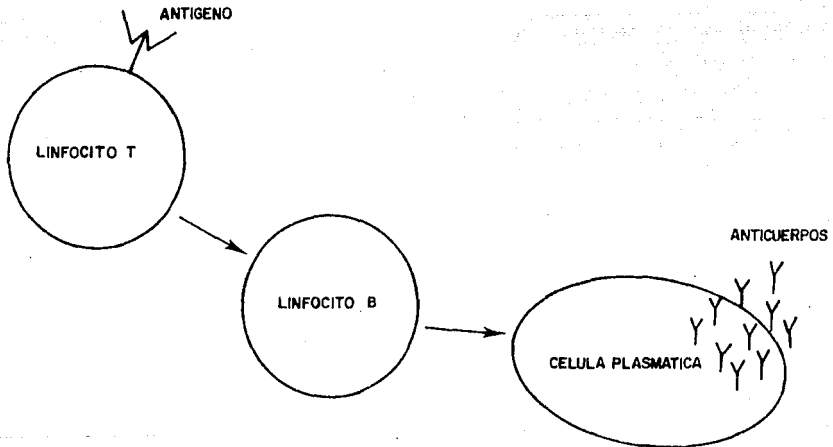 ANTIGENO
LINFOCITO T
LINFOCITO B
ANTICUERPOS
CELULA PLASMATICA